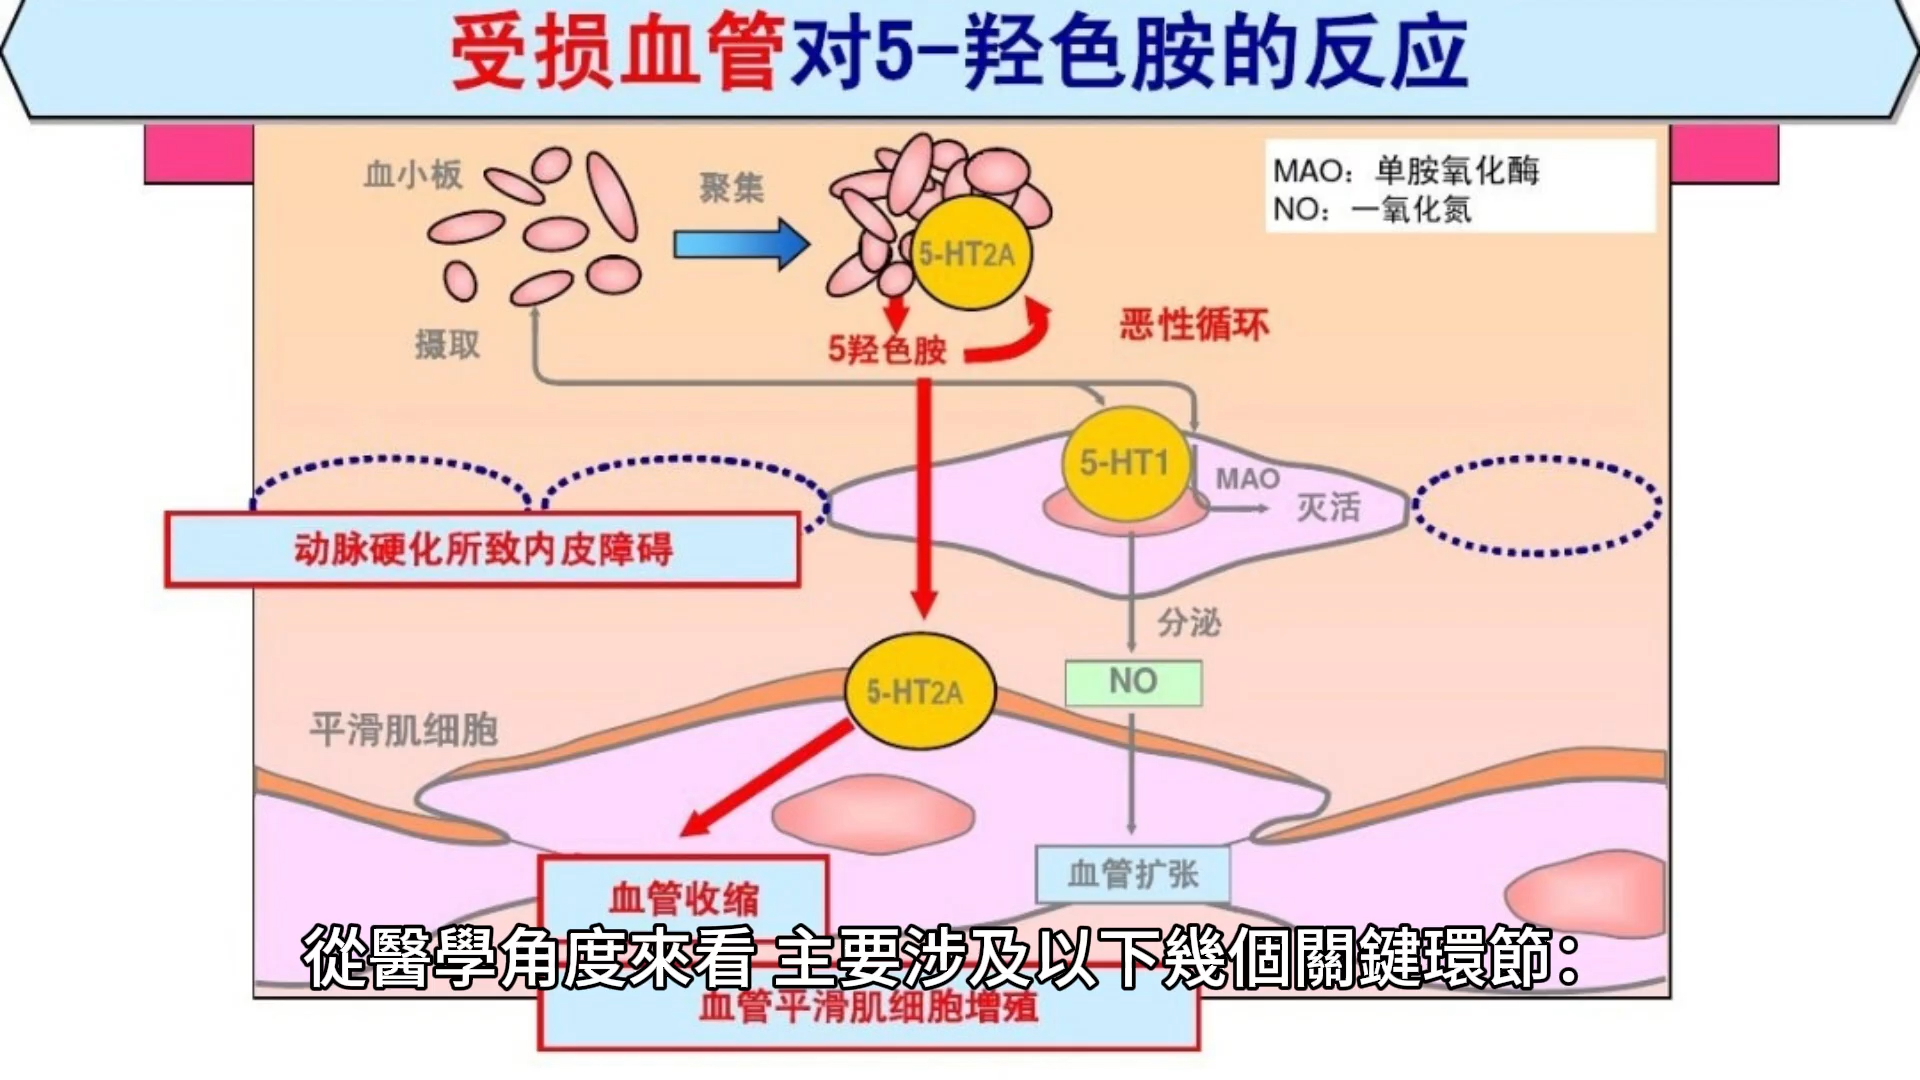 受损血管对5-羟色胺的反应
血小板
聚集
MAO：单胺氧化酶
NO：一氧化氮
5-HT2A
摄取
5羟色胺
恶性循环
5-HT1
MAO
灭活
动脉硬化所致内皮障碍
分泌
NO
5-HT2A
平滑肌细胞
血管扩张
血管收缩
從醫學角度來看 主要涉及以下幾個關鍵環節：
血管平滑肌细胞增殖